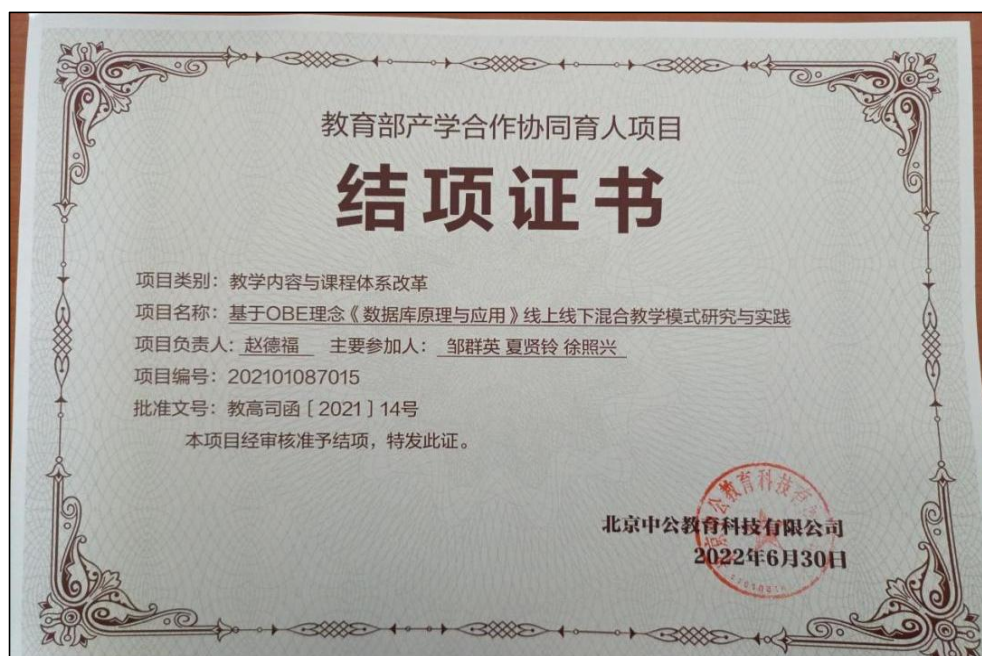 教育部产学合作协同育人项目
结项证书
项目类别：教学内容与课程体系改革
项目名称：基于OBE理念《数据库原理与应用》线上线下混合教学模式研究与实践
项目负责人：赵德福 主要参加人：邹群英 夏贤铃 徐照兴
项目编号：202101087015
批准文号：教高司函［2021］14号
本项目经审核准予结项，特发此证。
北京中公教育科技有限公司
2022年6月30日